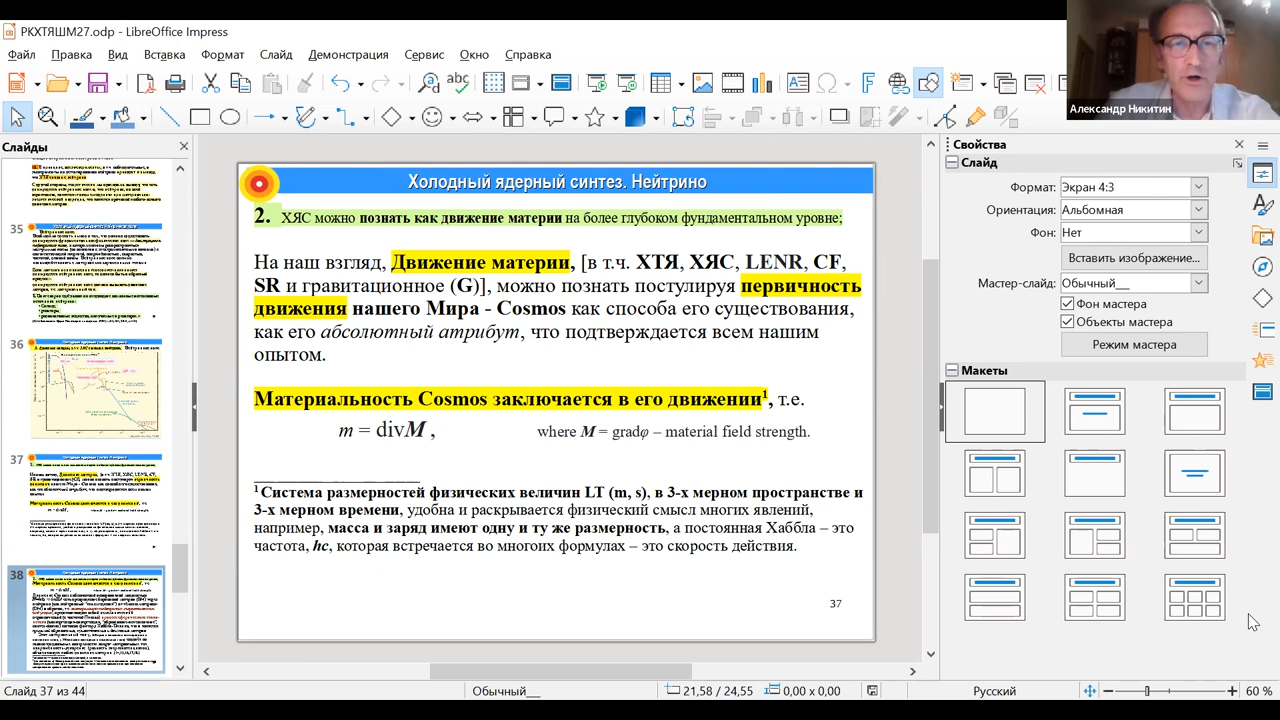 РКХТЯШМ27.odp - LibreOffice Impress
Файл Правка Вид Вставка Формат Слайд Демонстрация Сервис Окно Справка
Александр Никитин
Слайды
35
36
37
38
Холодный ядерный синтез. Нейтрино
2. ХЯС можно познать как движение материи на более глубоком фундаментальном уровне;
На наш взгляд, Движение материи, [в т.ч. ХТЯ, ХЯС, LENR, CF,
SR и гравитационное (G)], можно познать постулируя первичность
движения нашего Мира - Cosmos как способа его существования,
как его абсолютный атрибут, что подтверждается всем нашим
опытом.
Материальность Cosmos заключается в его движении¹, т.е.
m = divM , where M = gradφ – material field strength.
¹ Система размерностей физических величин LT (m, s), в 3-х мерном пространстве и
3-х мерном времени, удобна и раскрывается физический смысл многих явлений,
например, масса и заряд имеют одну и ту же размерность, а постоянная Хаббла – это
частота, hc, которая встречается во многоих формулах – это скорость действия.
37
Свойства
Слайд
Формат: Экран 4:3
Ориентация: Альбомная
Фон: Нет
Вставить изображение...
Мастер-слайд: Обычный__
Фон мастера
Объекты мастера
Режим мастера
Макеты
Слайд 37 из 44 Обычный__ 21,58 / 24,55 0,00 x 0,00 Русский 60 %